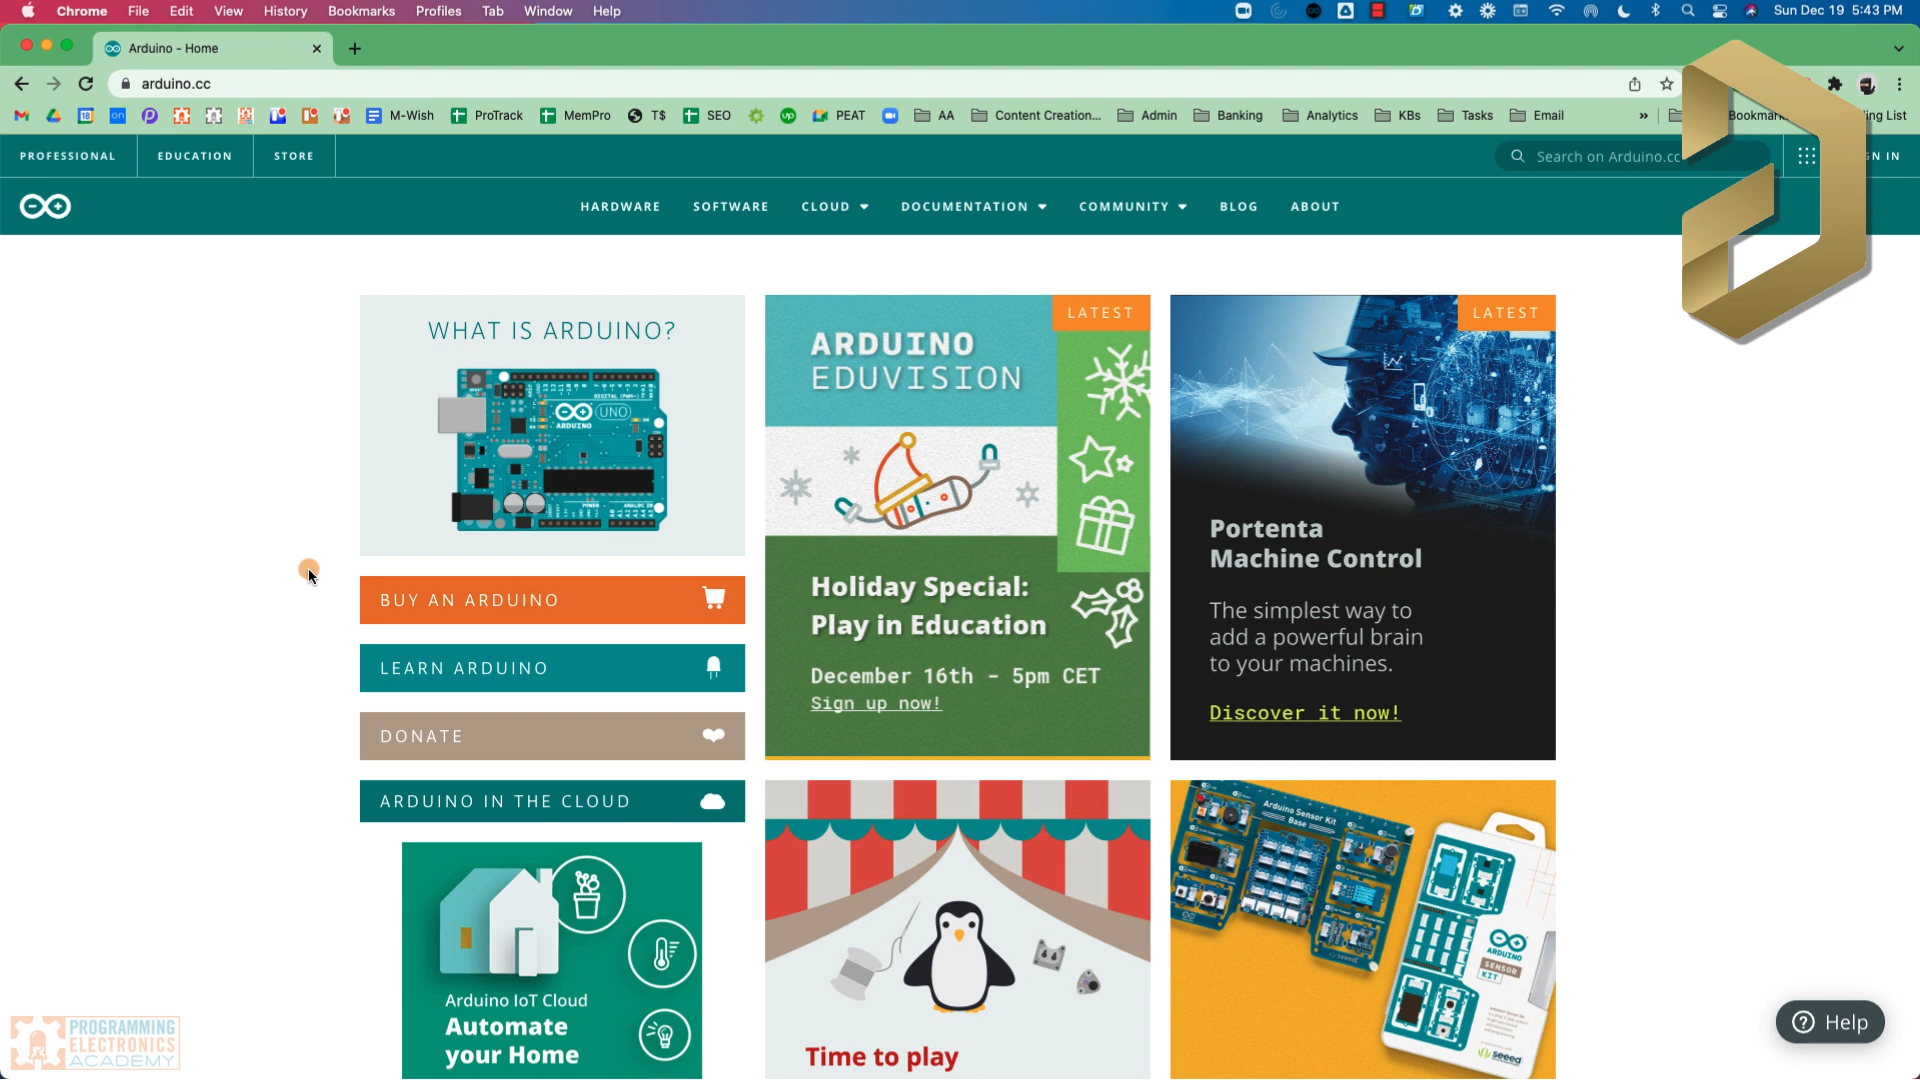 Chrome File Edit View History Bookmarks Profiles Tab Window Help
Sun Dec 19 5:43 PM
Arduino - Home
arduino.cc
M-Wish ProTrack MemPro T$ SEO PEAT AA Content Creation... Admin Banking Analytics KBs Tasks Email » Bookmar ing List
PROFESSIONAL EDUCATION STORE
Search on Arduino.cc
N IN
HARDWARE SOFTWARE CLOUD DOCUMENTATION COMMUNITY BLOG ABOUT
WHAT IS ARDUINO?
UNO
ARDUINO
BUY AN ARDUINO
LEARN ARDUINO
DONATE
ARDUINO IN THE CLOUD
Arduino IoT Cloud
Automate
your Home
LATEST
ARDUINO
EDUVISION
Holiday Special:
Play in Education
December 16th - 5pm CET
Sign up now!
Time to play
LATEST
Portenta
Machine Control
The simplest way to
add a powerful brain
to your machines.
Discover it now!
Arduino Sensor Kit
Base
ARDUINO
SENSOR
KIT
seeed
Help
PROGRAMMING
ELECTRONICS
ACADEMY